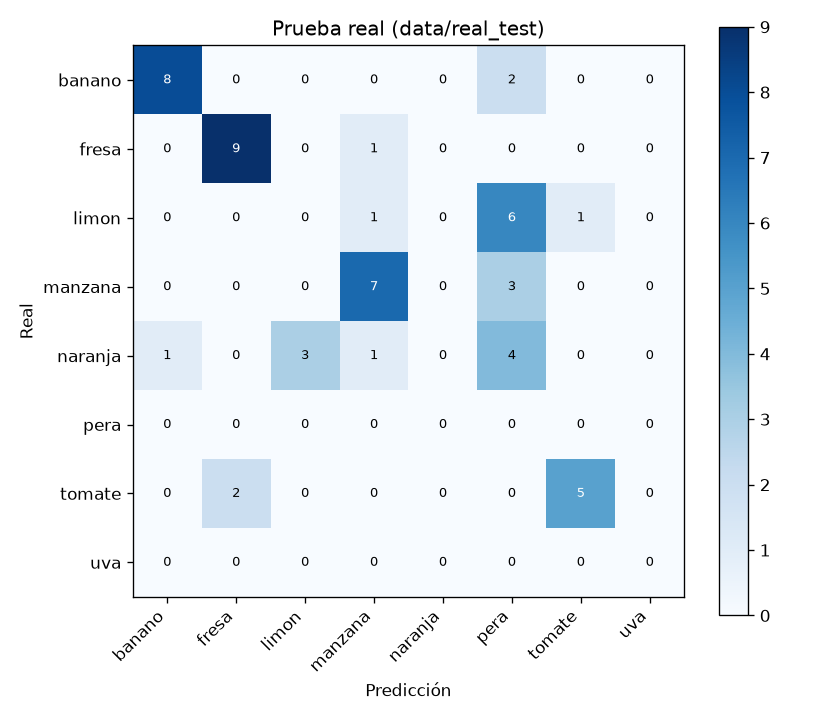 Prueba real (data/real_test)
Real
banano 8 0 0 0 0 2 0 0
fresa 0 9 0 1 0 0 0 0
limon 0 0 0 1 0 6 1 0
manzana 0 0 0 7 0 3 0 0
naranja 1 0 3 1 0 4 0 0
pera 0 0 0 0 0 0 0 0
tomate 0 2 0 0 0 0 5 0
uva 0 0 0 0 0 0 0 0
banano fresa limon manzana naranja pera tomate uva
Predicción
9
8
7
6
5
4
3
2
1
0